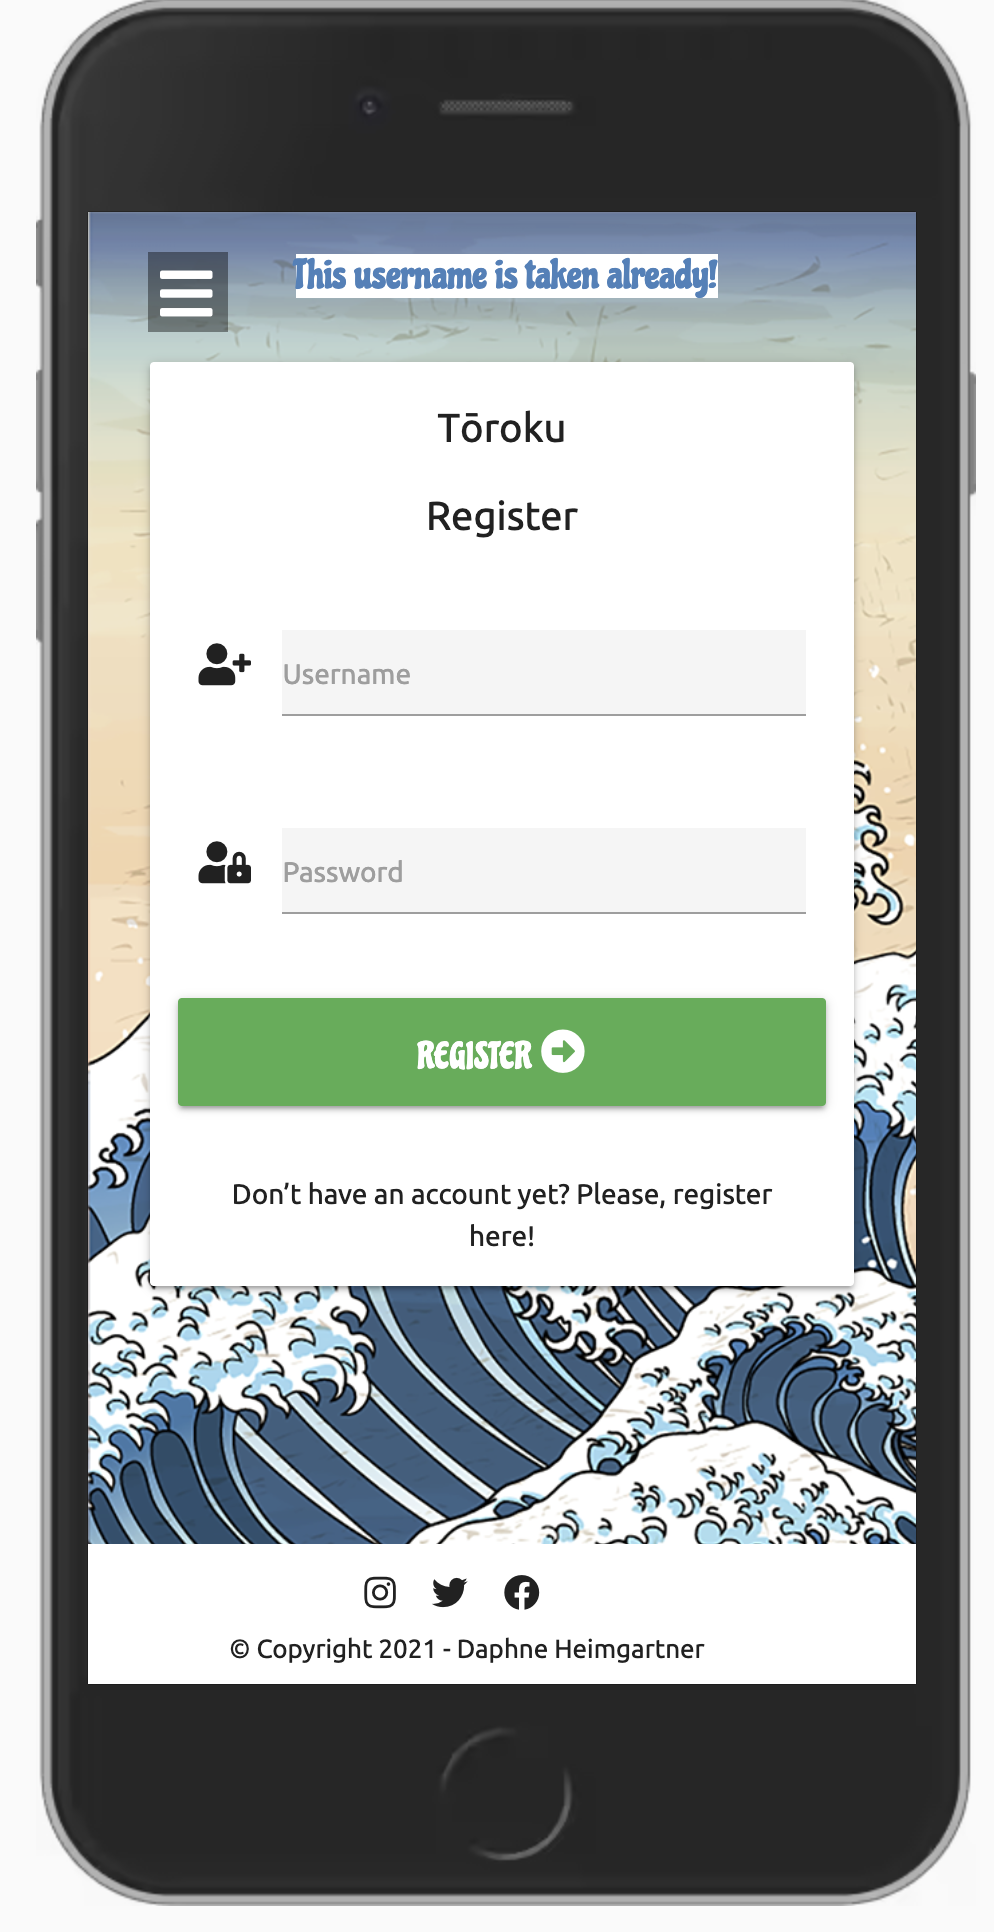 This username is taken already!
Tōroku
Register
Username
Password
REGISTER
Don’t have an account yet? Please, register
here!
© Copyright 2021 - Daphne Heimgartner